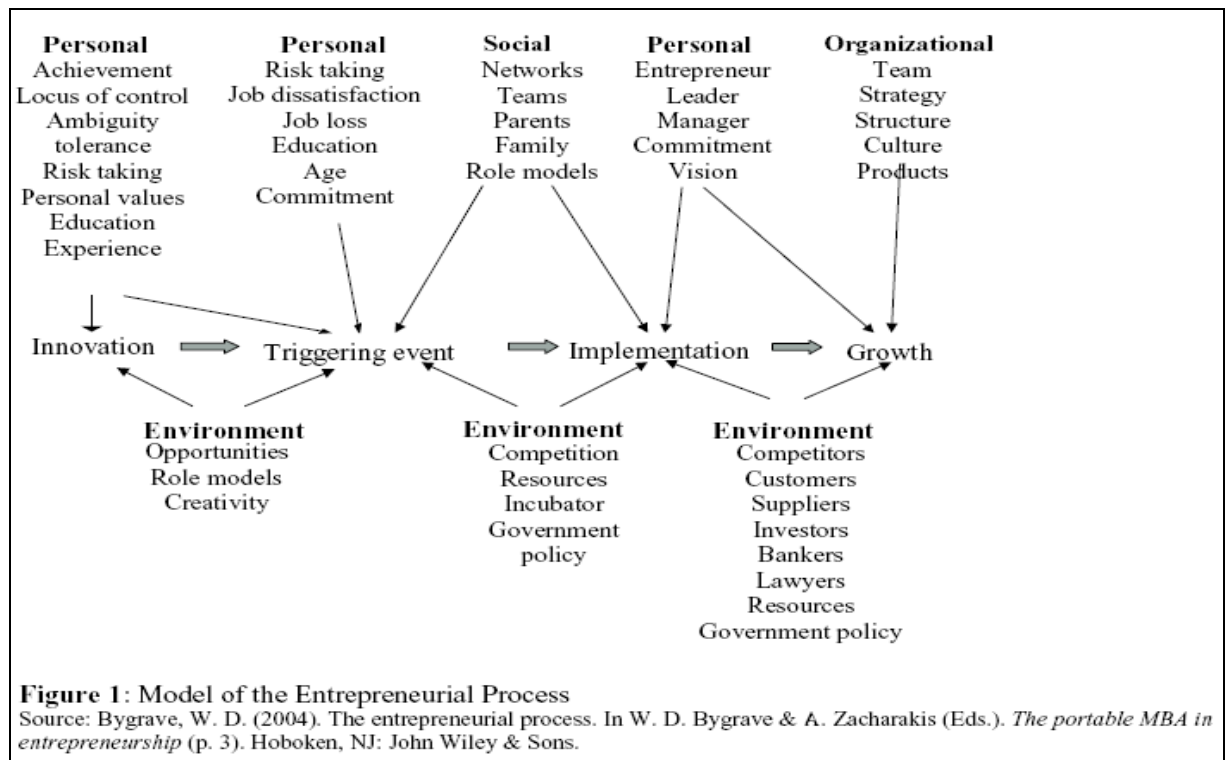 Personal
Achievement
Locus of control
Ambiguity
tolerance
Risk taking
Personal values
Education
Experience
Personal
Risk taking
Job dissatisfaction
Job loss
Education
Age
Commitment
Social
Networks
Teams
Parents
Family
Role models
Personal
Entrepreneur
Leader
Manager
Commitment
Vision
Organizational
Team
Strategy
Structure
Culture
Products
Innovation
Triggering event
Implementation
Growth
Environment
Opportunities
Role models
Creativity
Environment
Competition
Resources
Incubator
Government
policy
Environment
Competitors
Customers
Suppliers
Investors
Bankers
Lawyers
Resources
Government policy
Figure 1: Model of the Entrepreneurial Process
Source: Bygrave, W. D. (2004). The entrepreneurial process. In W. D. Bygrave & A. Zacharakis (Eds.). The portable MBA in
entrepreneurship (p. 3). Hoboken, NJ: John Wiley & Sons.